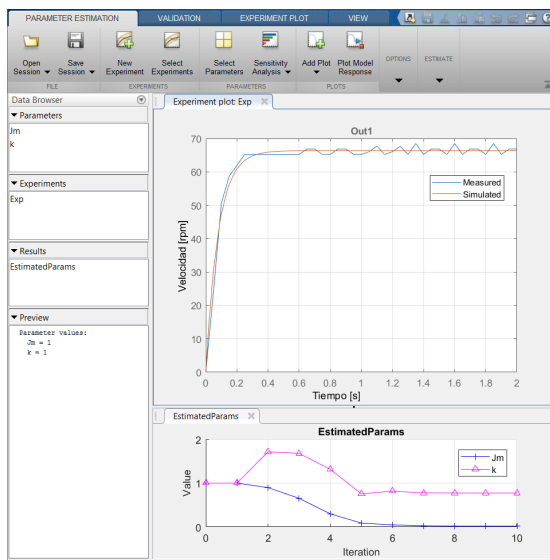 PARAMETER ESTIMATION VALIDATION EXPERIMENT PLOT VIEW
Open Session Save Session New Experiment Select Experiments Select Parameters Sensitivity Analysis Add Plot Plot Model Response OPTIONS ESTIMATE
FILE EXPERIMENTS PARAMETERS PLOTS
Data Browser
Parameters
Jm
k
Experiments
Exp
Results
EstimatedParams
Preview
Parameter values:
Jm = 1
k = 1
Experiment plot: Exp
Out1
Velocidad [rpm]
70
60
50
40
30
20
10
0
Measured
Simulated
0 0.2 0.4 0.6 0.8 1 1.2 1.4 1.6 1.8 2
Tiempo [s]
EstimatedParams
EstimatedParams
Value
2
1
0
Jm
k
0 2 4 6 8 10
Iteration